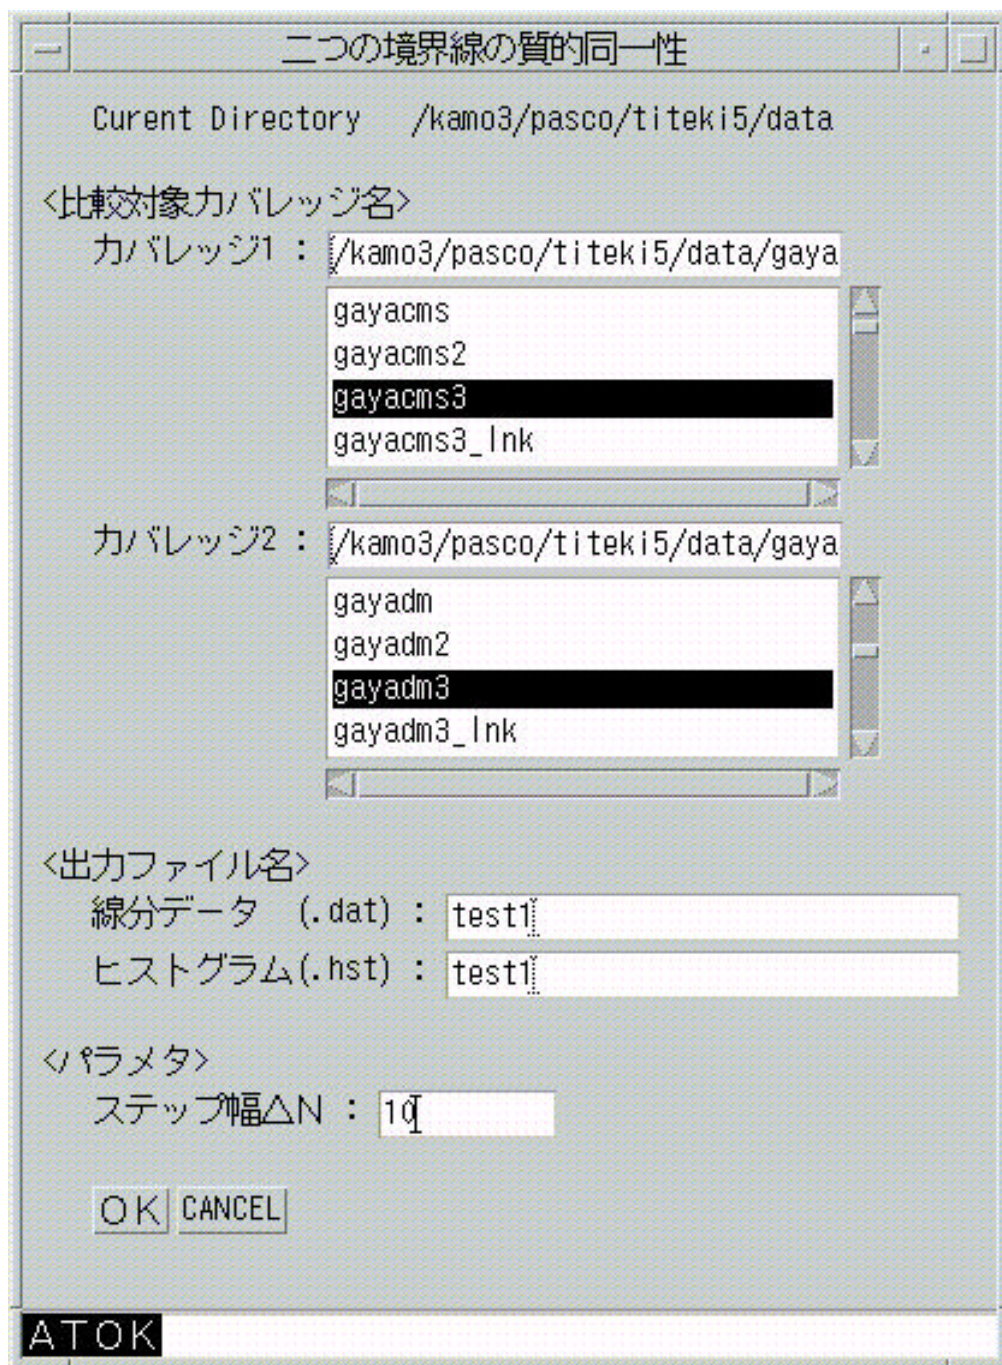 二つの境界線の質的同一性
Curent Directory /kamo3/pasco/titeki5/data
<比較対象カバレッジ名>
カバレッジ1 : /kamo3/pasco/titeki5/data/gaya
gayacms
gayacms2
gayacms3
gayacms3_lnk
カバレッジ2 : /kamo3/pasco/titeki5/data/gaya
gayadm
gayadm2
gayadm3
gayadm3_lnk
<出力ファイル名>
線分データ (.dat) : test1
ヒストグラム(.hst) : test1
<パラメタ>
ステップ幅△N : 10
OK CANCEL
ATOK